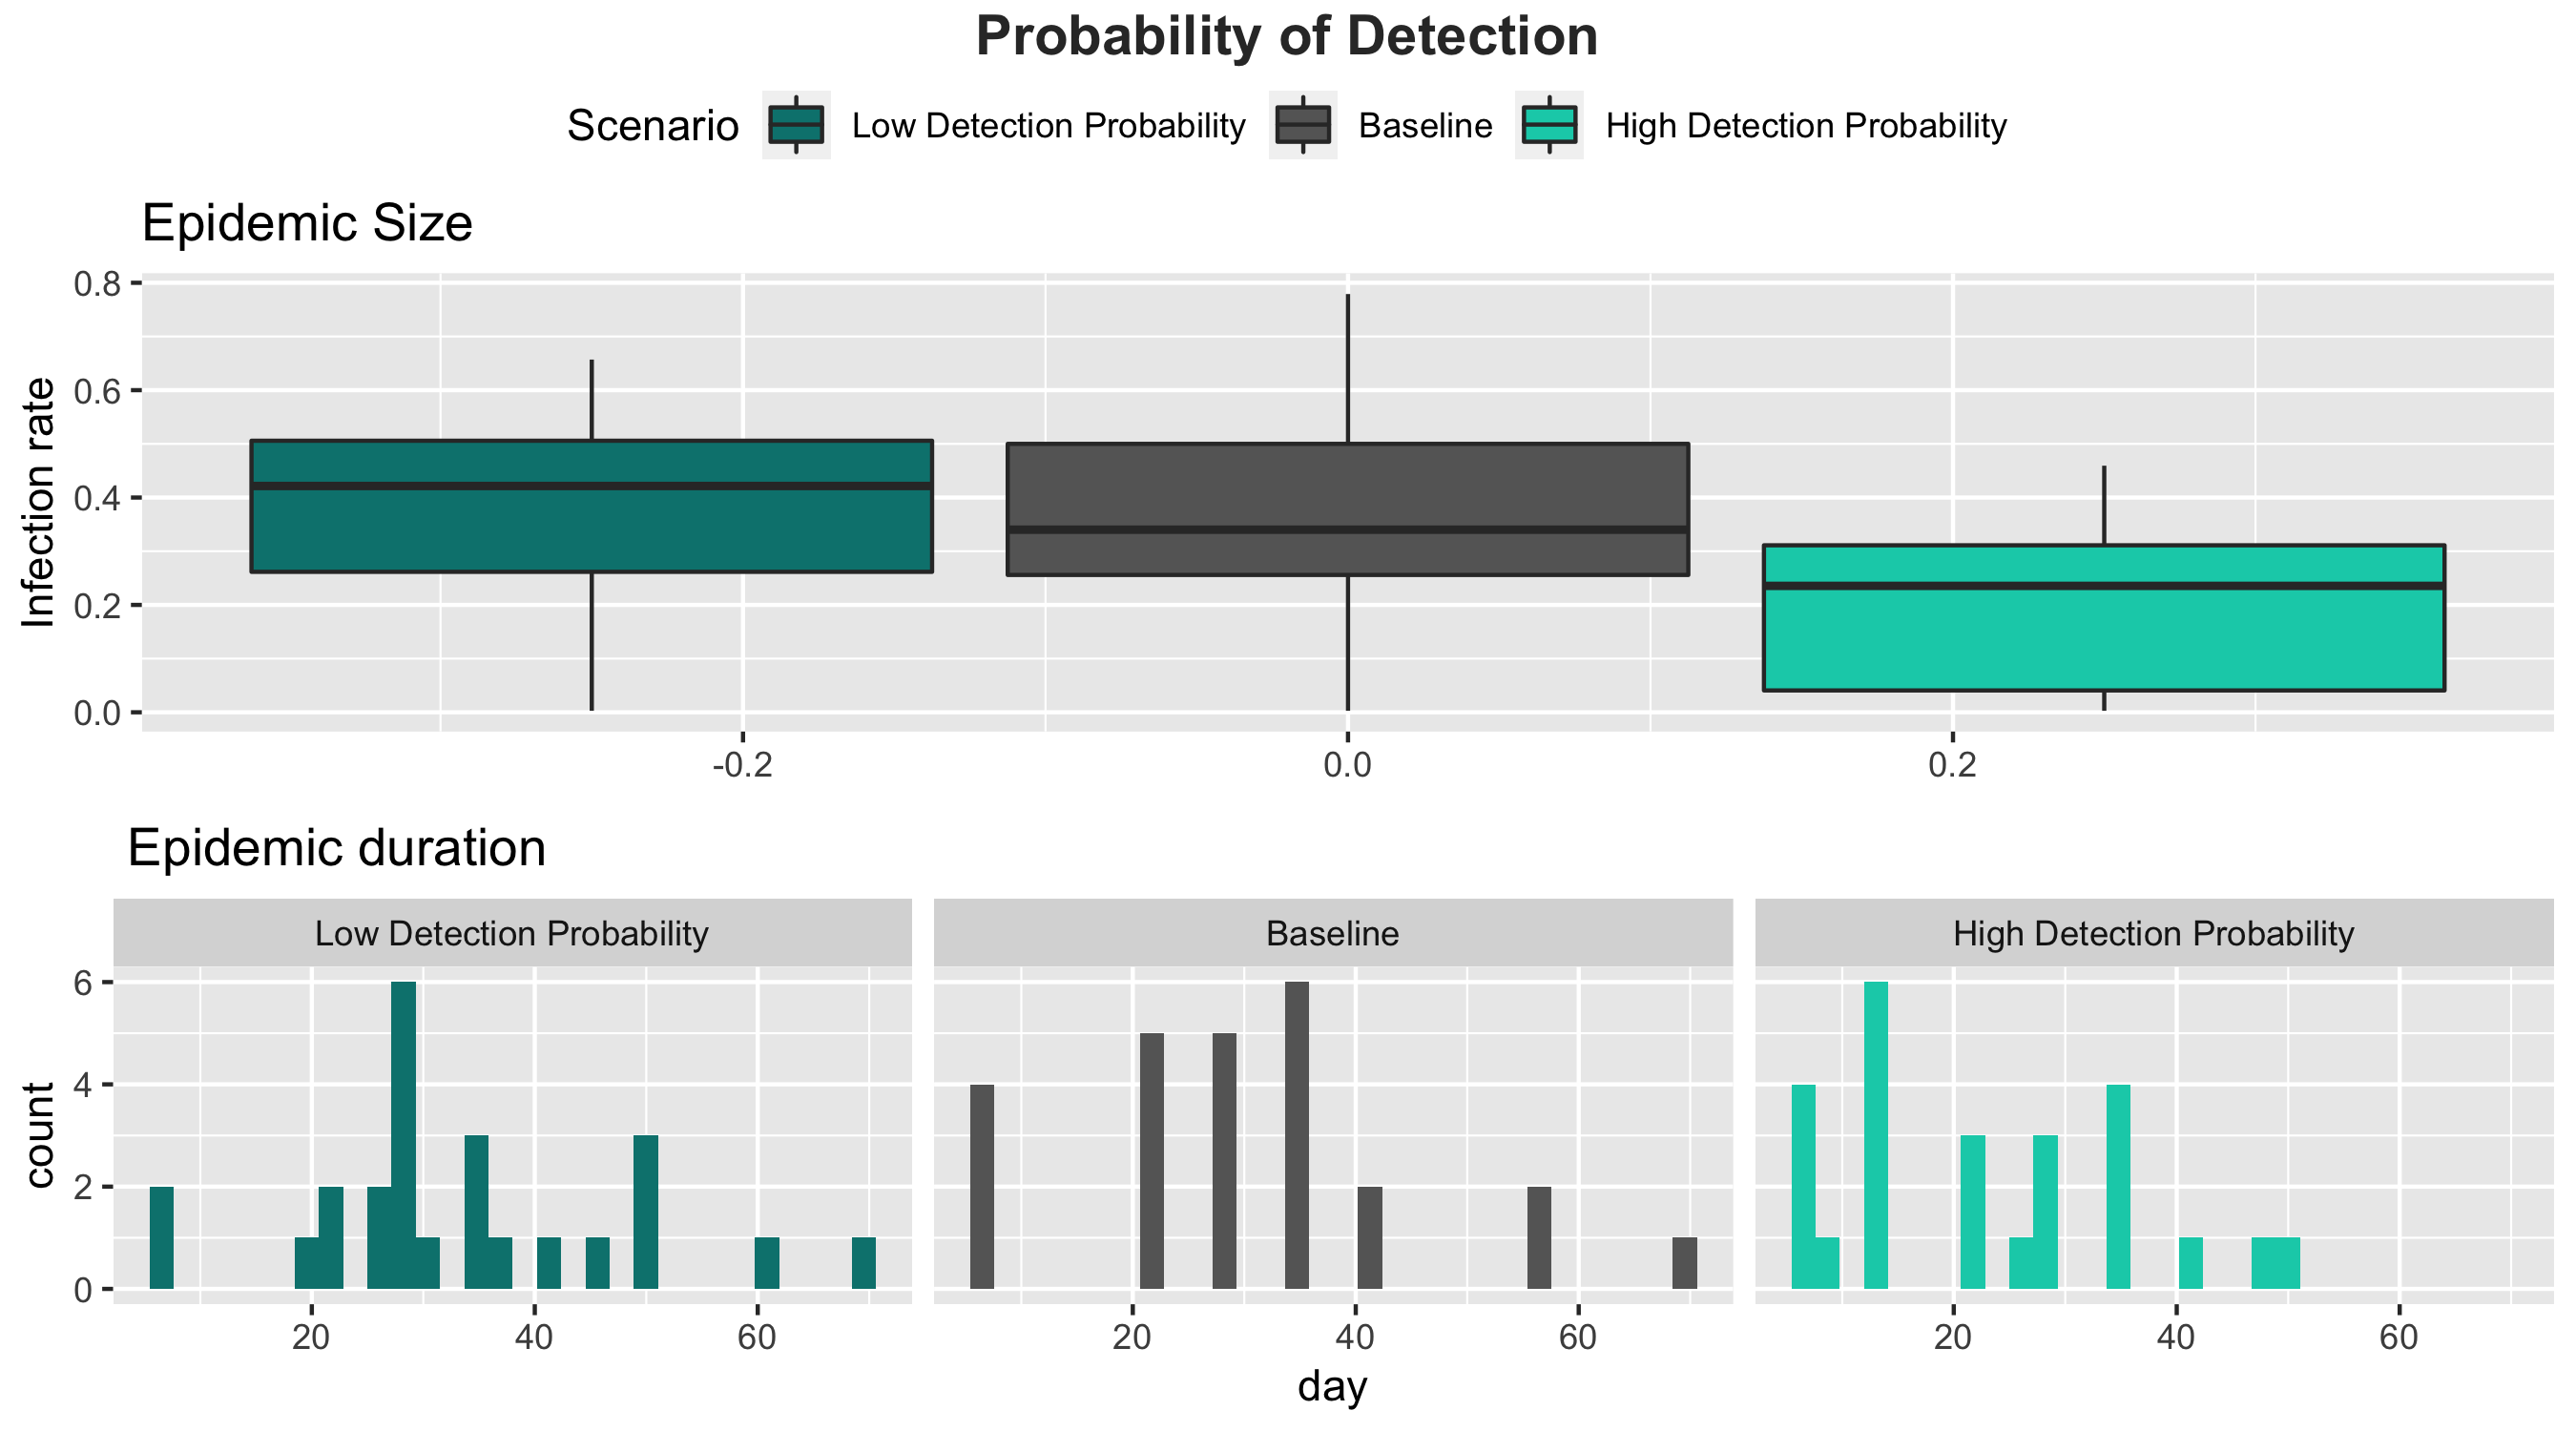 Probability of Detection
Scenario Low Detection Probability Baseline High Detection Probability
Epidemic Size
Infection rate
0.8
0.6
0.4
0.2
0.0
-0.2 0.0 0.2
Epidemic duration
Low Detection Probability Baseline High Detection Probability
count
6
4
2
0
20 40 60 20 40 60 20 40 60
day